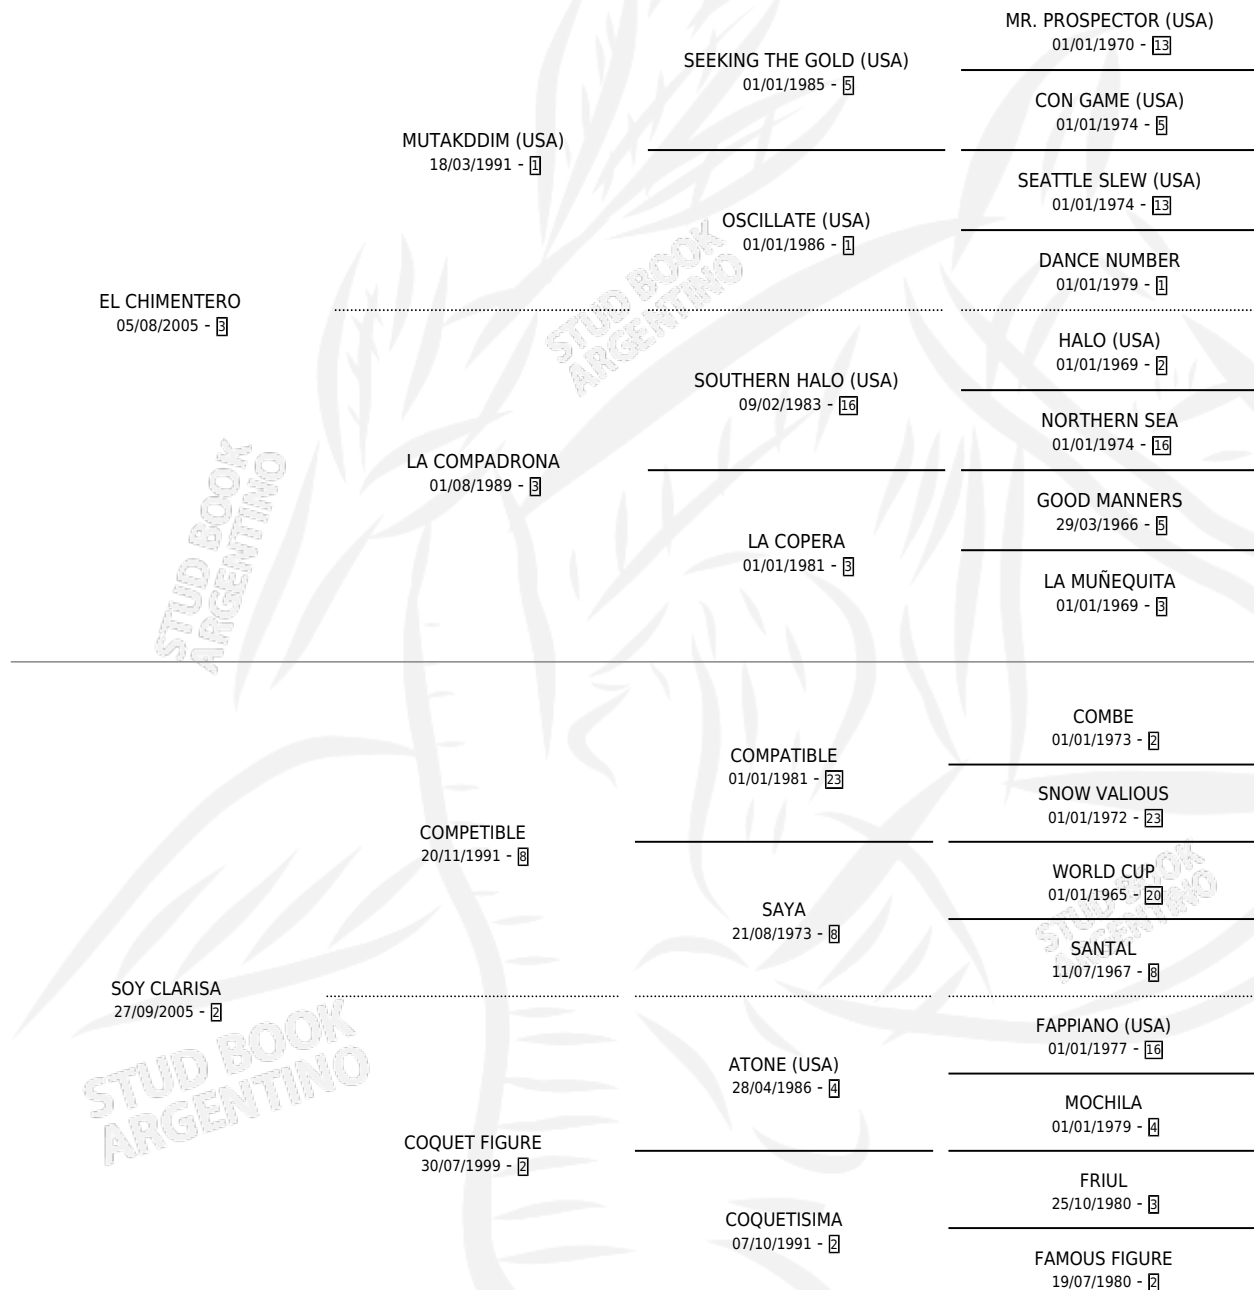 MR. PROSPECTOR (USA)
01/01/1970 - 13
SEEKING THE GOLD (USA)
01/01/1985 - 5
CON GAME (USA)
01/01/1974 - 5
MUTAKDDIM (USA)
18/03/1991 - 1
SEATTLE SLEW (USA)
01/01/1974 - 13
OSCILLATE (USA)
01/01/1986 - 1
DANCE NUMBER
01/01/1979 - 1
EL CHIMENTERO
05/08/2005 - 3
HALO (USA)
01/01/1969 - 2
SOUTHERN HALO (USA)
09/02/1983 - 16
NORTHERN SEA
01/01/1974 - 16
LA COMPADRONA
01/08/1989 - 3
GOOD MANNERS
29/03/1966 - 5
LA COPERA
01/01/1981 - 3
LA MUÑEQUITA
01/01/1969 - 3
STUD BOOK
ARGENTINO
STUD BOOK
ARGENTINO
COMBE
01/01/1973 - 2
COMPATIBLE
01/01/1981 - 23
SNOW VALIOUS
01/01/1972 - 23
COMPETIBLE
20/11/1991 - 8
WORLD CUP
01/01/1965 - 20
SAYA
21/08/1973 - 8
SANTAL
11/07/1967 - 8
SOY CLARISA
27/09/2005 - 2
FAPPIANO (USA)
01/01/1977 - 16
ATONE (USA)
28/04/1986 - 4
MOCHILA
01/01/1979 - 4
COQUET FIGURE
30/07/1999 - 2
FRIUL
25/10/1980 - 3
COQUETISIMA
07/10/1991 - 2
FAMOUS FIGURE
19/07/1980 - 2
STUD BOOK
ARGENTINO
STUD BOOK
ARGENTINO